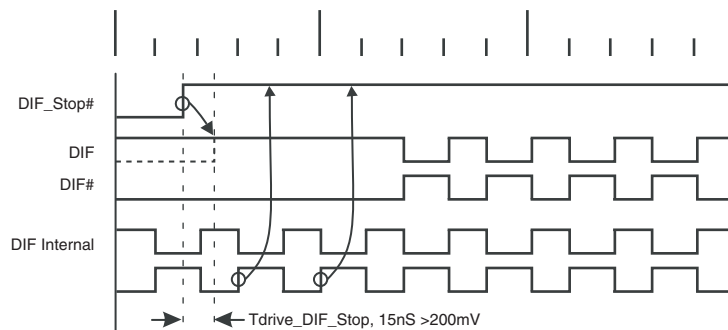 DIF_Stop#
DIF
DIF#
DIF Internal
Tdrive_DIF_Stop, 15nS >200mV